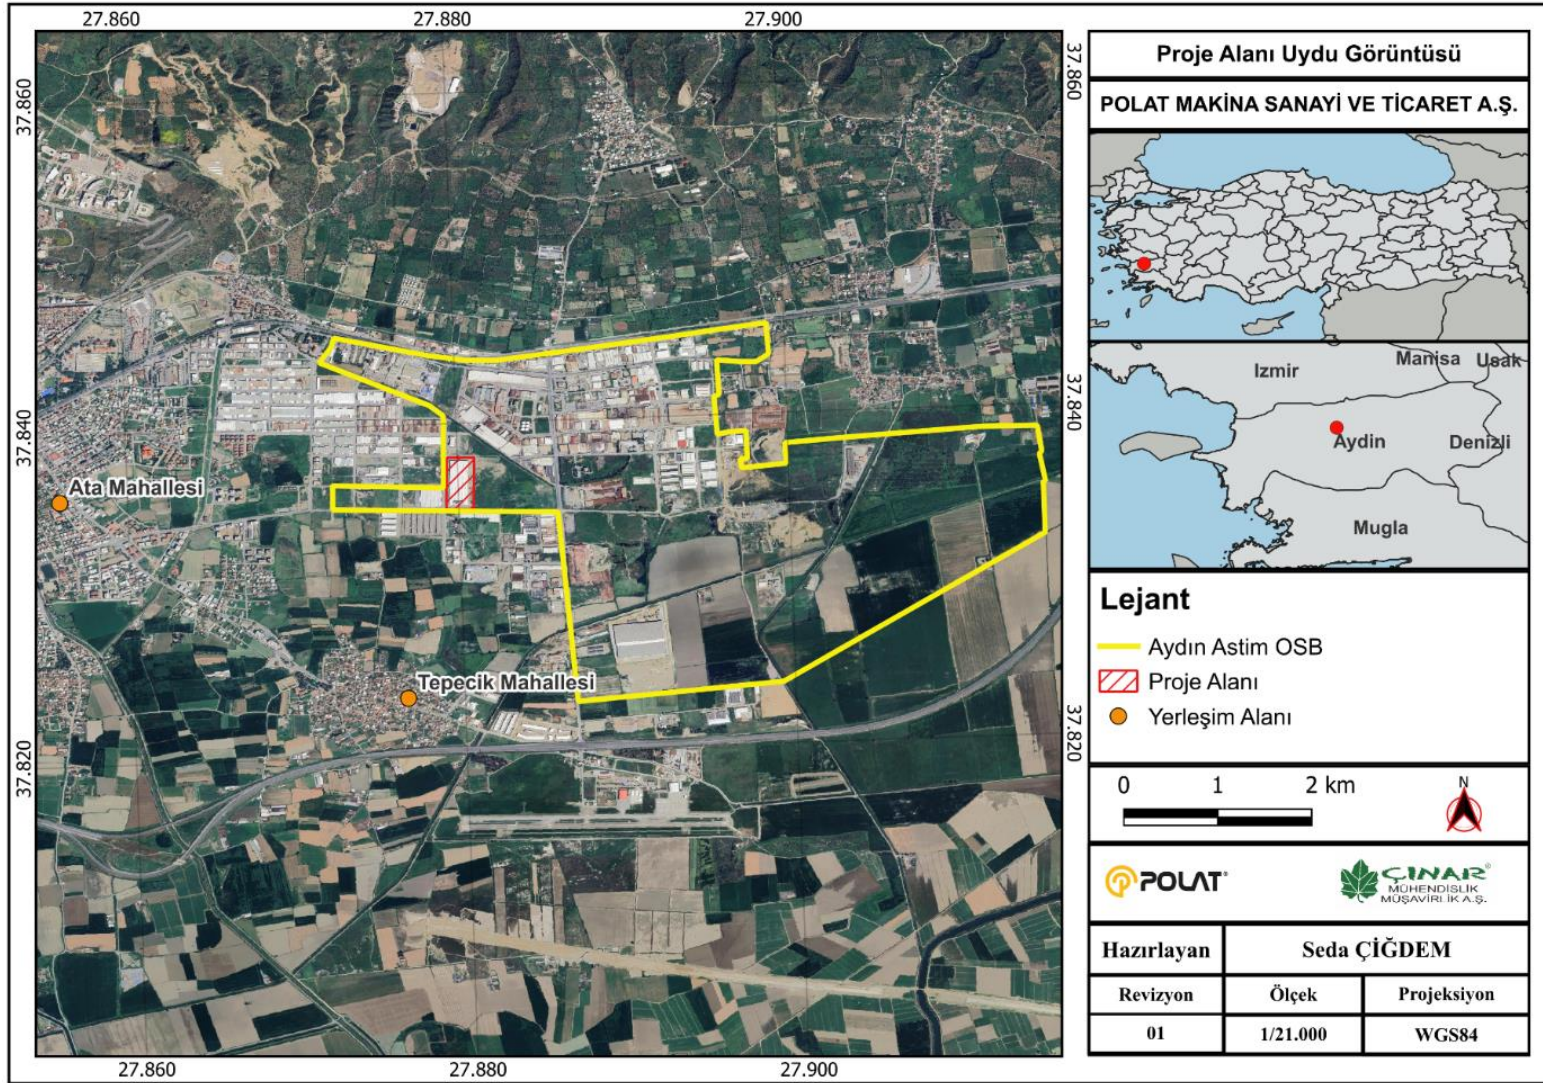 27.860
27.880
27.900
37.860
37.840
37.820
37.860
37.840
37.820
27.860
27.880
27.900
Ata Mahallesi
Tepecik Mahallesi
Proje Alanı Uydu Görüntüsü
POLAT MAKİNA SANAYİ VE TİCARET A.Ş.
Izmir
Manisa
Usak
Aydin
Denizli
Mugla
Lejant
Aydın Astim OSB
Proje Alanı
Yerleşim Alanı
0 1 2 km
N
POLAT®
ÇINAR®
MÜHENDİSLİK
MÜŞAVİRLİK A.Ş.
Hazırlayan Seda ÇİĞDEM
Revizyon Ölçek Projeksiyon
01 1/21.000 WGS84